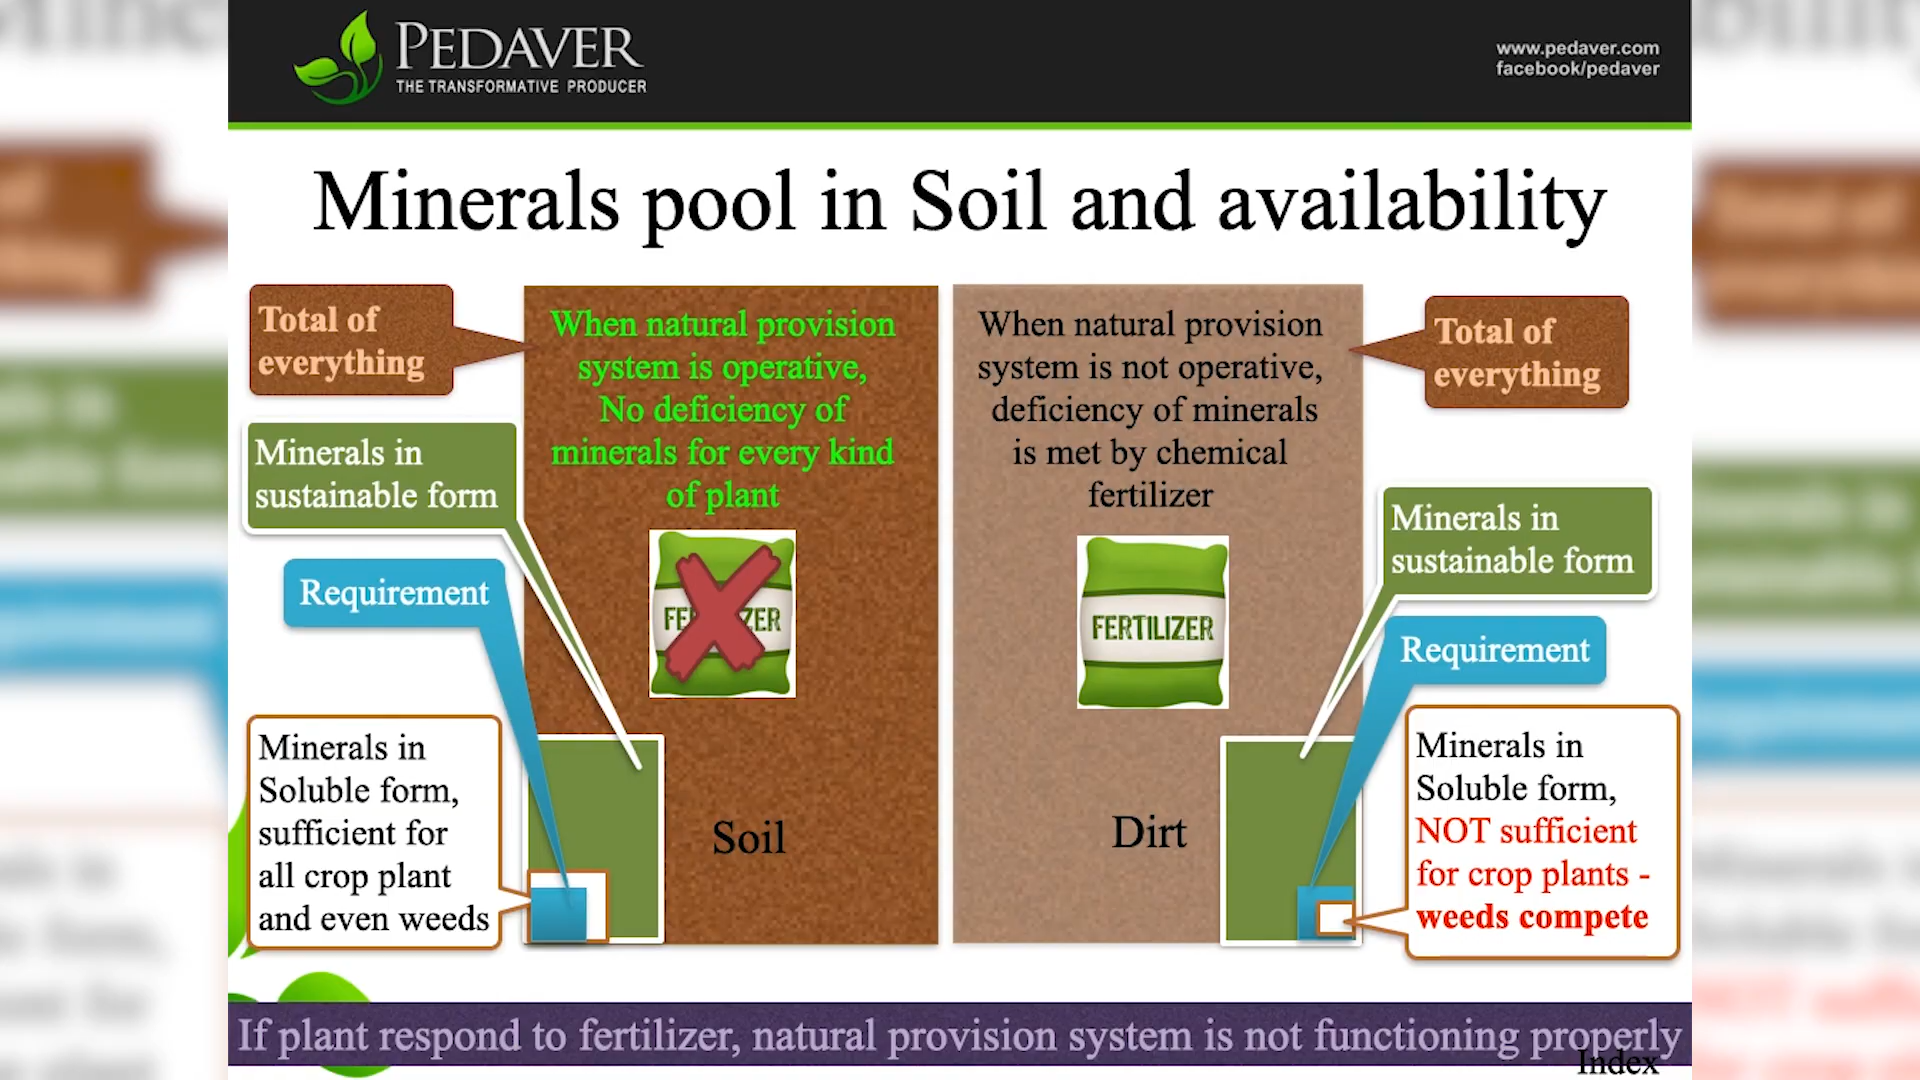 PEDAVER
THE TRANSFORMATIVE PRODUCER
www.pedaver.com
facebook/pedaver
Minerals pool in Soil and availability
Total of
everything
Minerals in
sustainable form
Requirement
Minerals in
Soluble form,
sufficient for
all crop plant
and even weeds
When natural provision
system is operative,
No deficiency of
minerals for every kind
of plant
Soil
When natural provision
system is not operative,
deficiency of minerals
is met by chemical
fertilizer
FERTILIZER
Dirt
Total of
everything
Minerals in
sustainable form
Requirement
Minerals in
Soluble form,
NOT sufficient
for crop plants -
weeds compete
If plant respond to fertilizer, natural provision system is not functioning properly
Index